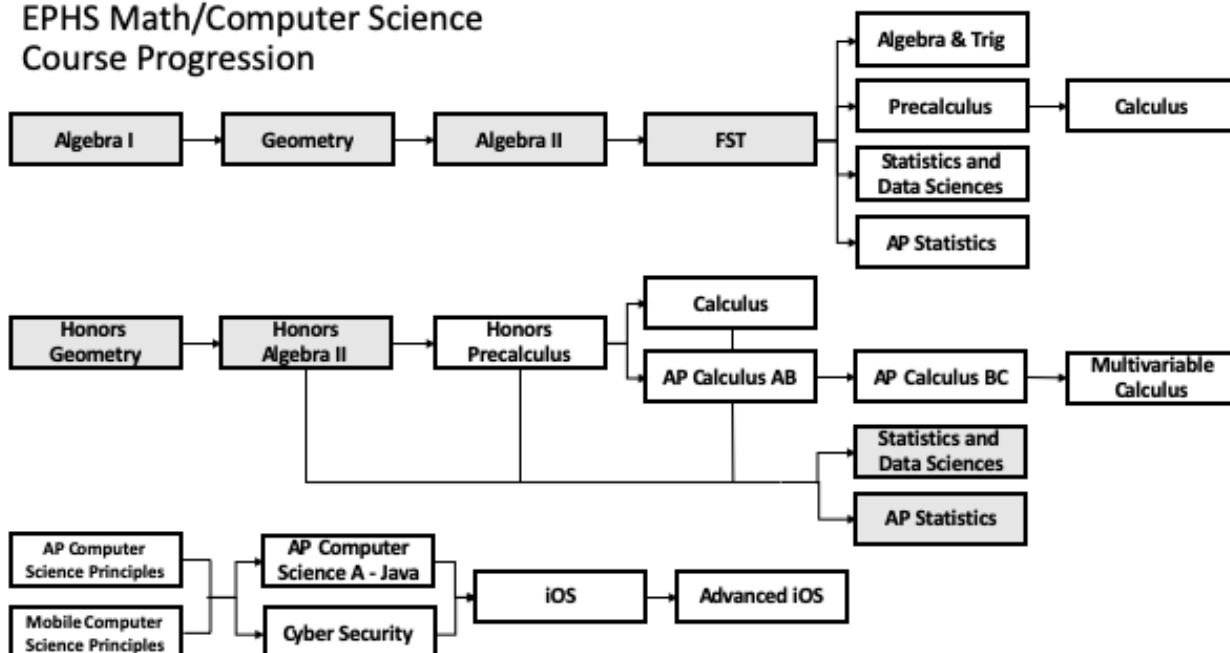 EPHS Math/Computer Science
Course Progression
Algebra & Trig
Precalculus
Calculus
Algebra I
Geometry
Algebra II
FST
Statistics and
Data Sciences
AP Statistics
Calculus
Honors
Geometry
Honors
Algebra II
Honors
Precalculus
AP Calculus AB
AP Calculus BC
Multivariable
Calculus
Statistics and
Data Sciences
AP Statistics
AP Computer
Science Principles
AP Computer
Science A - Java
iOS
Advanced iOS
Mobile Computer
Science Principles
Cyber Security